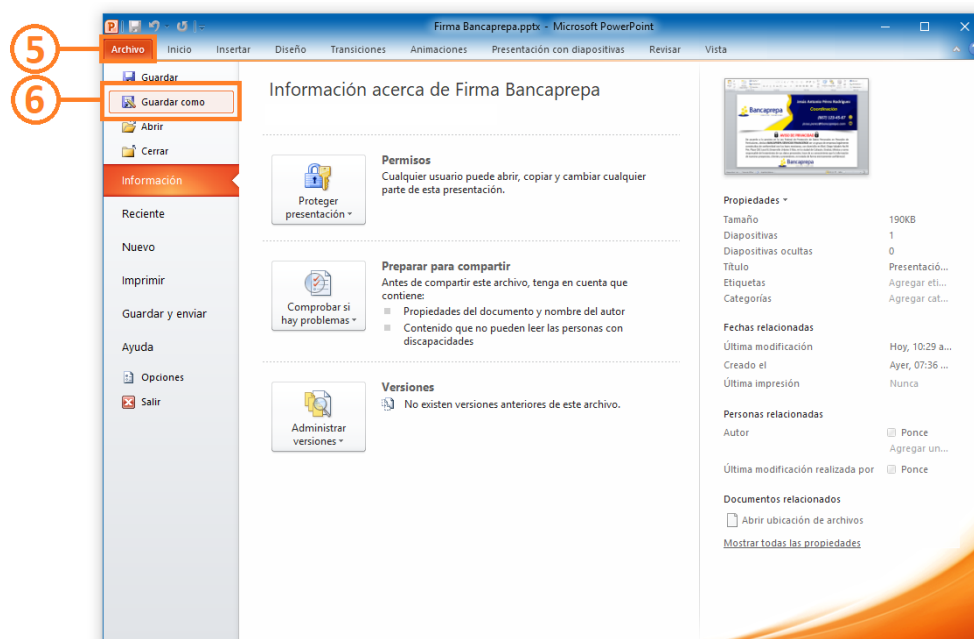 Firma Bancaprepa.pptx - Microsoft PowerPoint
5
Archivo Inicio Insertar Diseño Transiciones Animaciones Presentación con diapositivas Revisar Vista
6
Guardar
Guardar como
Abrir
Cerrar
Información
Reciente
Nuevo
Imprimir
Guardar y enviar
Ayuda
Opciones
Salir
Información acerca de Firma Bancaprepa
Proteger
presentación
Permisos
Cualquier usuario puede abrir, copiar y cambiar cualquier
parte de esta presentación.
Comprobar si
hay problemas
Preparar para compartir
Antes de compartir este archivo, tenga en cuenta que
contiene:
Propiedades del documento y nombre del autor
Contenido que no pueden leer las personas con
discapacidades
Administrar
versiones
Versiones
No existen versiones anteriores de este archivo.
Bancaprepa
Coordinación
AVISO DE PRIVACIDAD
Bancaprepa
Propiedades
Tamaño 190KB
Diapositivas 1
Diapositivas ocultas 0
Título Presentació...
Etiquetas Agregar eti...
Categorías Agregar cat...
Fechas relacionadas
Última modificación Hoy, 10:29 a...
Creado el Ayer, 07:36 ...
Última impresión Nunca
Personas relacionadas
Autor Ponce
Agregar un...
Última modificación realizada por Ponce
Documentos relacionados
Abrir ubicación de archivos
Mostrar todas las propiedades